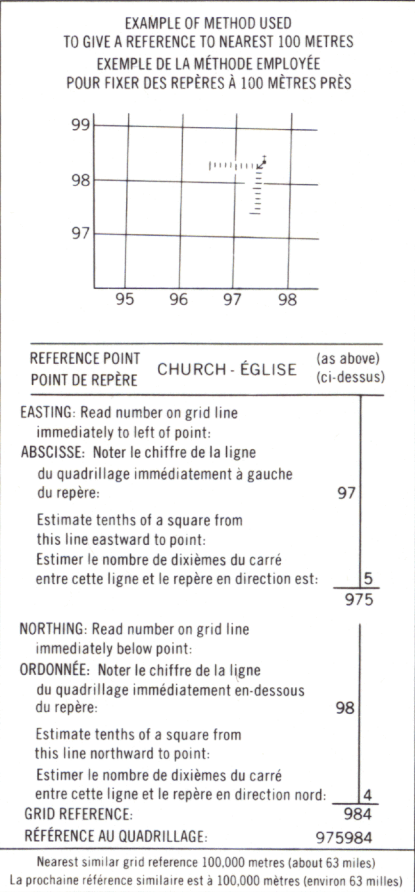 EXAMPLE OF METHOD USED
TO GIVE A REFERENCE TO NEAREST 100 METRES
EXEMPLE DE LA MÉTHODE EMPLOYÉE
POUR FIXER DES REPÈRES À 100 MÈTRES PRÈS
99
98
97
95 96 97 98
REFERENCE POINT
POINT DE REPÈRE
CHURCH - ÉGLISE
(as above)
(ci-dessus)
EASTING: Read number on grid line
immediately to left of point:
ABSCISSE: Noter le chiffre de la ligne
du quadrillage immédiatement à gauche
du repère: 97
Estimate tenths of a square from
this line eastward to point:
Estimer le nombre de dixièmes du carré
entre cette ligne et le repère en direction est: 5
975
NORTHING: Read number on grid line
immediately below point:
ORDONNÉE: Noter le chiffre de la ligne
du quadrillage immédiatement en-dessous
du repère: 98
Estimate tenths of a square from
this line northward to point:
Estimer le nombre de dixièmes du carré
entre cette ligne et le repère en direction nord: 4
GRID REFERENCE: 984
RÉFÉRENCE AU QUADRILLAGE: 975984
Nearest similar grid reference 100,000 metres (about 63 miles)
La prochaine référence similaire est à 100,000 mètres (environ 63 milles)